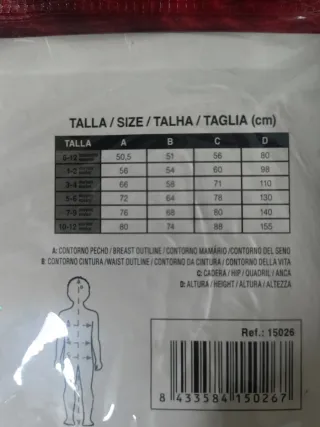 TALLA / SIZE / TALHA / TAGLIA (cm)
TALLA A B C D
0-12 50,5 51 56 80
1-2 56 54 60 98
3-4 66 58 71 110
5-6 72 64 78 130
7-9 76 68 80 140
10-12 80 74 88 155
A: CONTORNO PECHO / BREAST OUTILINE / CONTORNO MAMÁRIO /CONTORNO DEL SENO
B: CONTORNO CINTURA /WAIST OUTLINE / CONTORNO DA CINTURA / CONTORNO DELLA VITA
C: CADERA / HIP / QUADRIL / ANCA
D: ALTURA / HEIGHT / ALTURA / ALTEZZA
Ref.: 15026
8 433584 150267